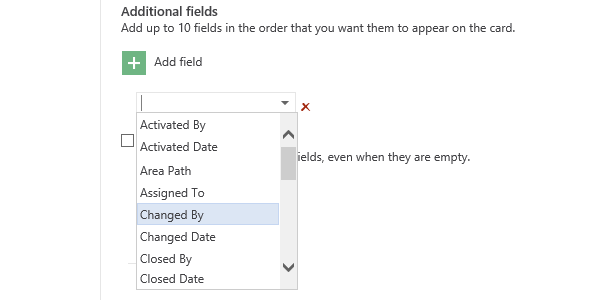 Additional fields
Add up to 10 fields in the order that you want them to appear on the card.
Add field
Activated By
Activated Date
ields, even when they are empty.
Area Path
Assigned To
Changed By
Changed Date
Closed By
Closed Date